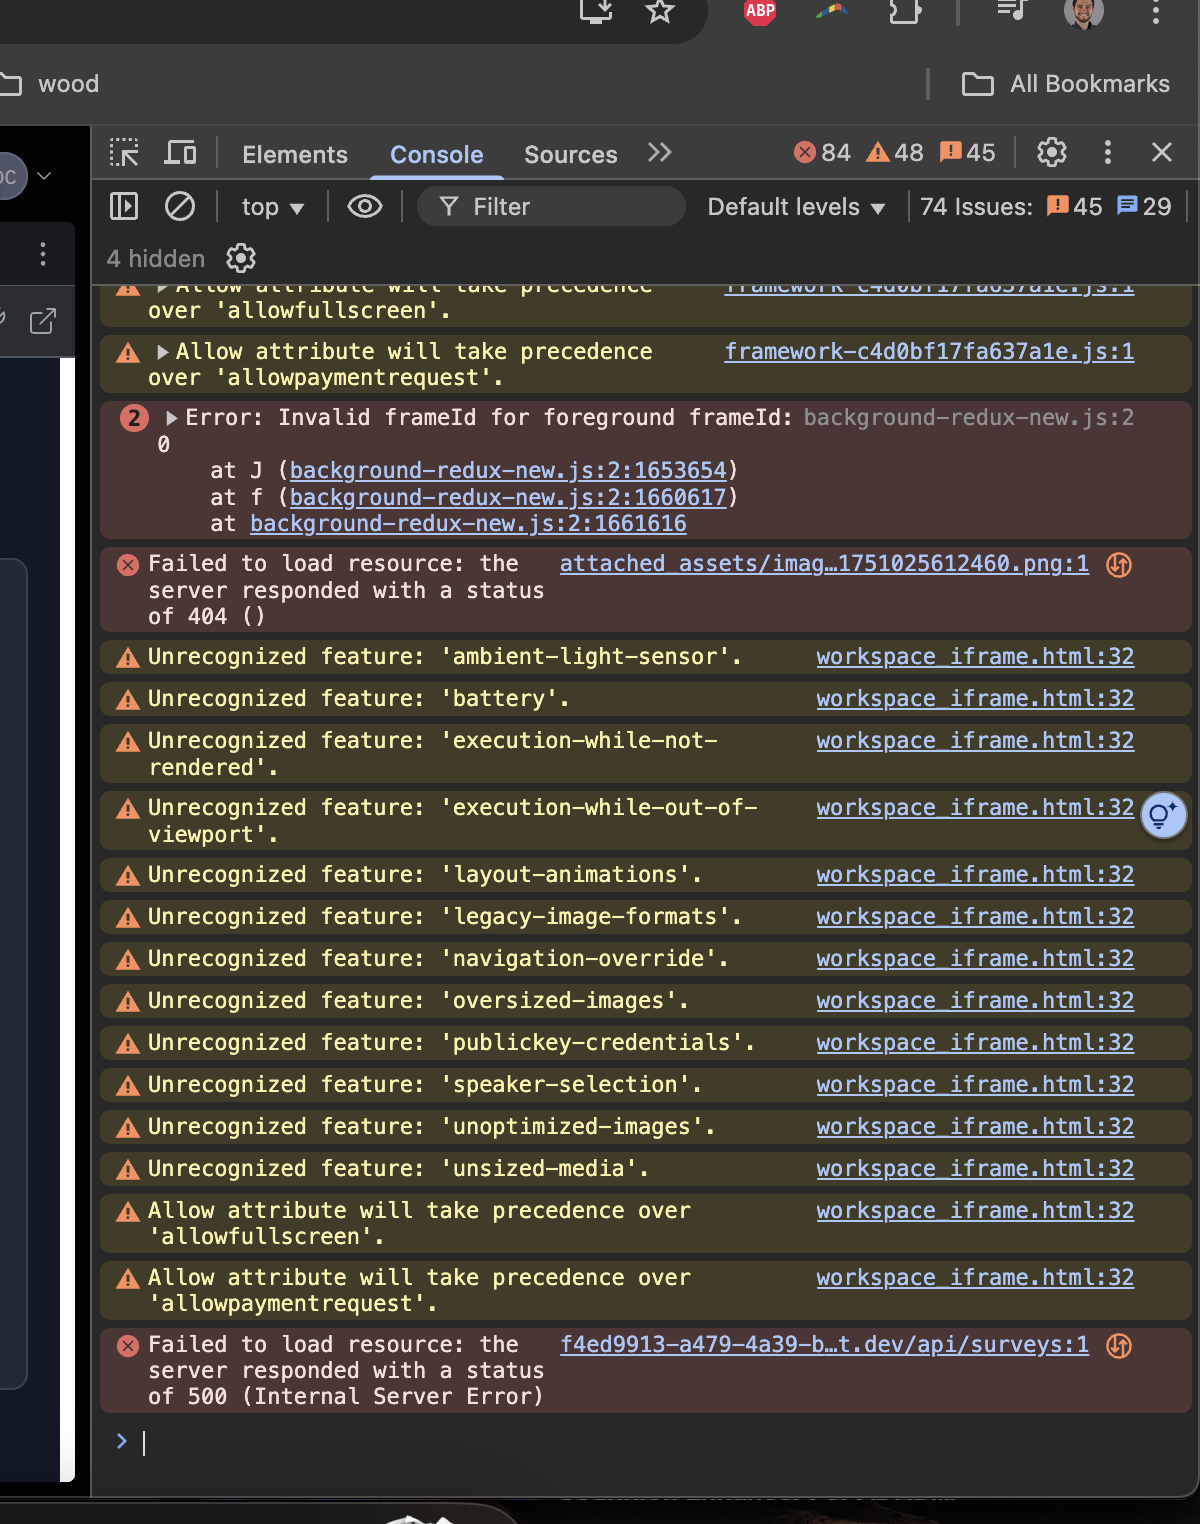 ABP
wood
All Bookmarks
Elements
Console
Sources
84
48
45
top
Filter
Default levels
74 Issues:
45
29
4 hidden
Allow attribute will take precedence framework-c4d0bf17fa637a1e.js:1
over 'allowfullscreen'.
Allow attribute will take precedence framework-c4d0bf17fa637a1e.js:1
over 'allowpaymentrequest'.
2 Error: Invalid frameId for foreground frameId: background-redux-new.js:2
0
at J (background-redux-new.js:2:1653654)
at f (background-redux-new.js:2:1660617)
at background-redux-new.js:2:1661616
Failed to load resource: the attached_assets/imag…1751025612460.png:1
server responded with a status
of 404 ()
Unrecognized feature: 'ambient-light-sensor'. workspace_iframe.html:32
Unrecognized feature: 'battery'. workspace_iframe.html:32
Unrecognized feature: 'execution-while-not- workspace_iframe.html:32
rendered'.
Unrecognized feature: 'execution-while-out-of- workspace_iframe.html:32
viewport'.
Unrecognized feature: 'layout-animations'. workspace_iframe.html:32
Unrecognized feature: 'legacy-image-formats'. workspace_iframe.html:32
Unrecognized feature: 'navigation-override'. workspace_iframe.html:32
Unrecognized feature: 'oversized-images'. workspace_iframe.html:32
Unrecognized feature: 'publickey-credentials'. workspace_iframe.html:32
Unrecognized feature: 'speaker-selection'. workspace_iframe.html:32
Unrecognized feature: 'unoptimized-images'. workspace_iframe.html:32
Unrecognized feature: 'unsized-media'. workspace_iframe.html:32
Allow attribute will take precedence over workspace_iframe.html:32
'allowfullscreen'.
Allow attribute will take precedence over workspace_iframe.html:32
'allowpaymentrequest'.
Failed to load resource: the f4ed9913-a479-4a39-b…t.dev/api/surveys:1
server responded with a status
of 500 (Internal Server Error)